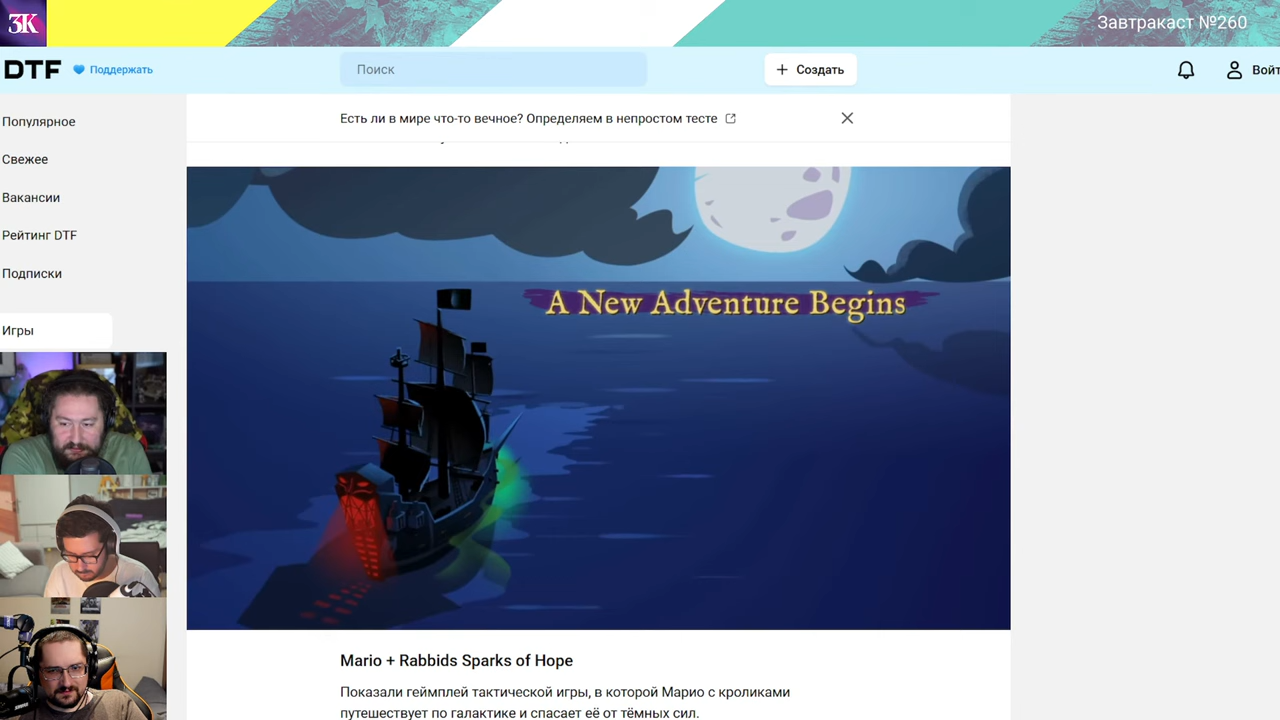 ЗК
Завтракаст №260
DTF
Поддержать
Поиск
+ Создать
Войт
Есть ли в мире что-то вечное? Определяем в непростом тесте
Популярное
Свежее
Вакансии
Рейтинг DTF
Подписки
Игры
A New Adventure Begins
Mario + Rabbids Sparks of Hope
Показали геймплей тактической игры, в которой Марио с кроликами
путешествует по галактике и спасает её от тёмных сил.